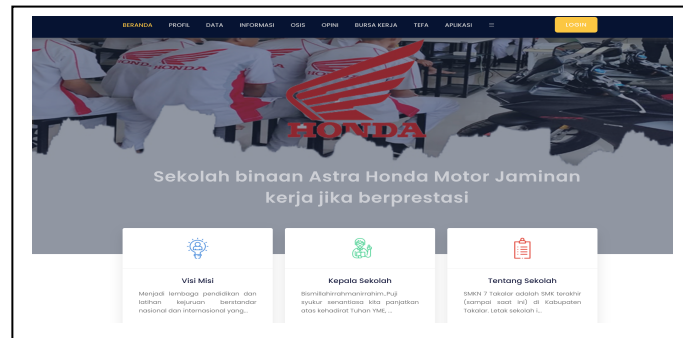 BERANDA PROFIL DATA INFORMASI OSIS OPINI BURSA KERJA TEFA APLIKASI LOGIN
HONDA
HONDA
HONDA
Sekolah binaan Astra Honda Motor Jaminan
kerja jika berprestasi
Visi Misi
Menjadi lembaga pendidikan dan
latihan kejuruan berstandar
nasional dan internasional yang...
Kepala Sekolah
Bismillahirrahmanirrahim..Puji
syukur senantiasa kita panjatkan
atas kehadirat Tuhan YME, ...
Tentang Sekolah
SMKN 7 Takalar adalah SMK terakhir
(sampai saat ini) di Kabupaten
Takalar. Letak sekolah i...